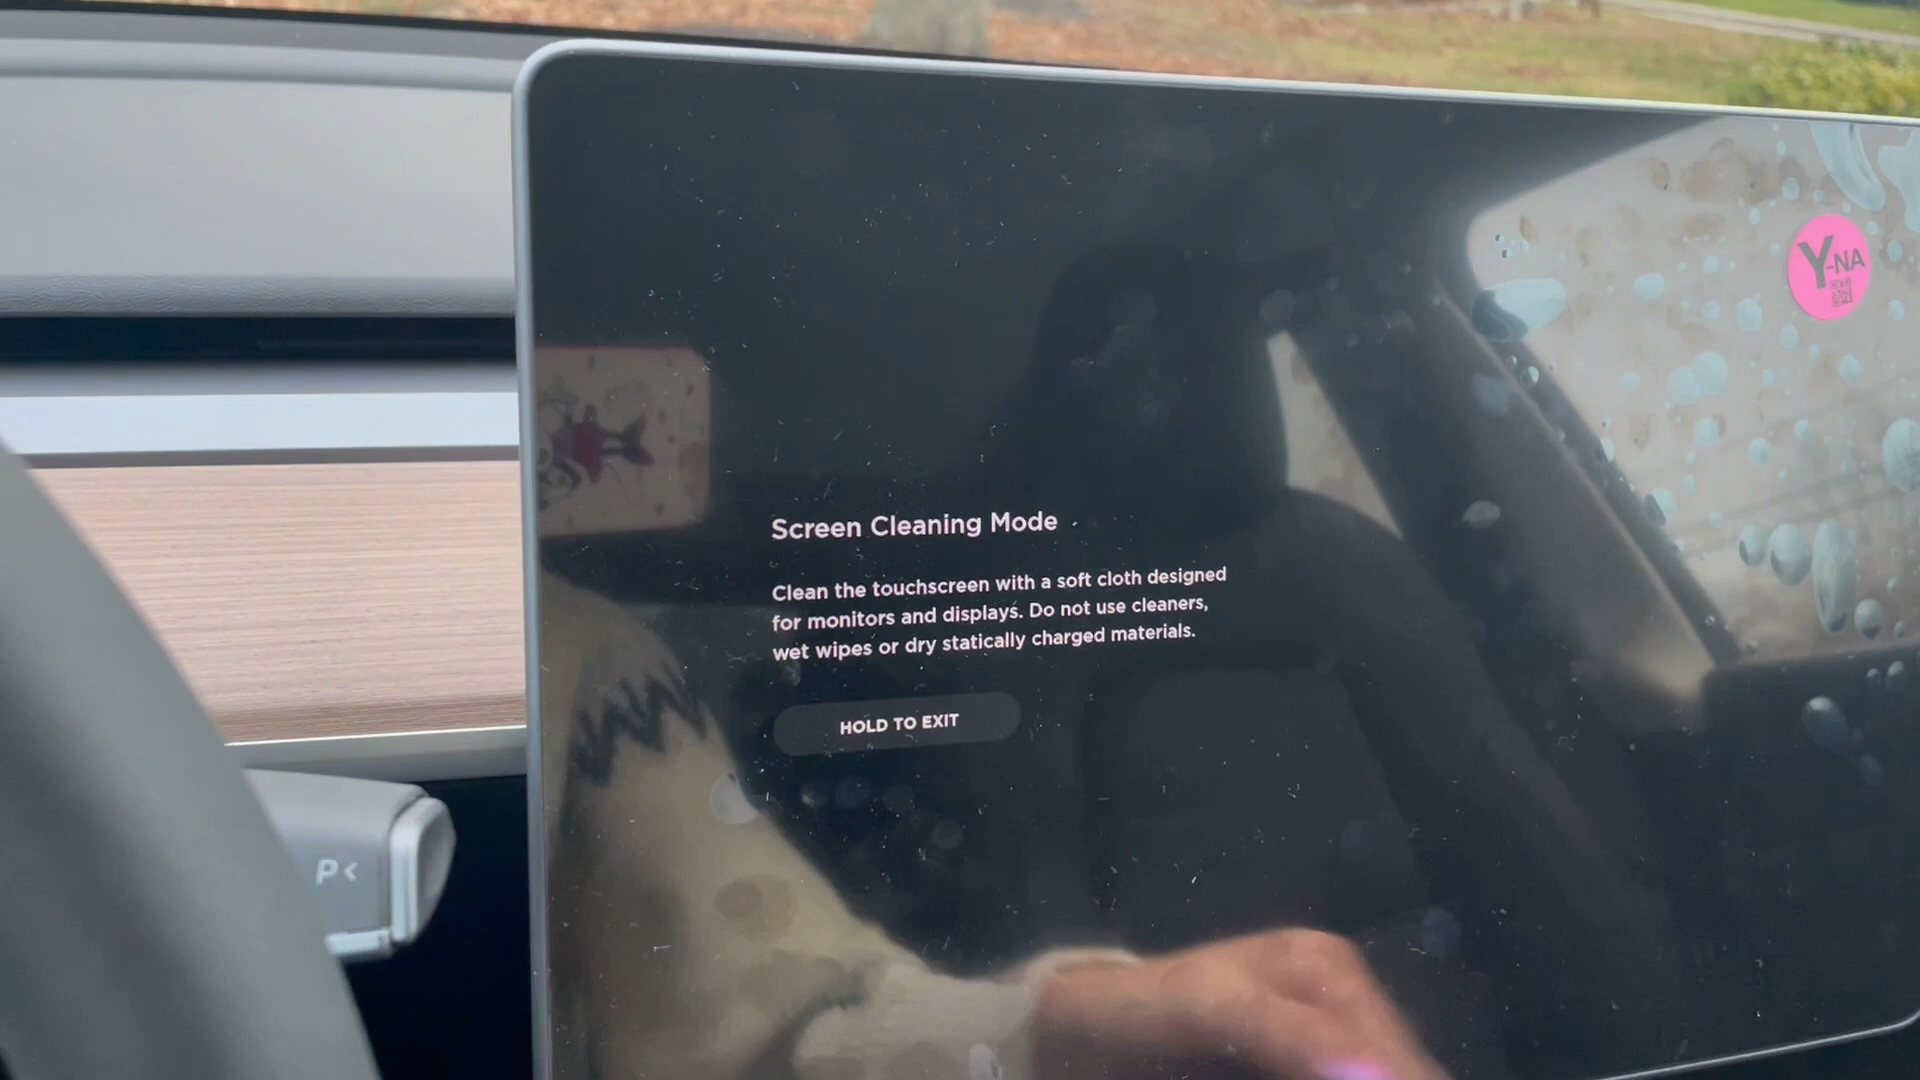 Y-NA
Screen Cleaning Mode
Clean the touchscreen with a soft cloth designed
for monitors and displays. Do not use cleaners,
wet wipes or dry statically charged materials.
HOLD TO EXIT
P<